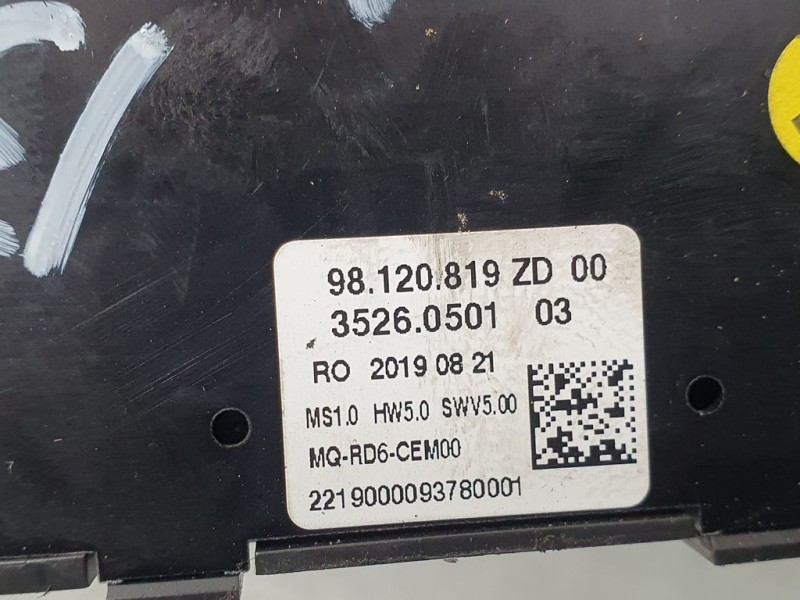 98.120.819 ZD 00
3526.0501 03
RO 2019 08 21
MS1.0 HW5.0 SWV5.00
MQ-RD6-CEM00
2219000093780001